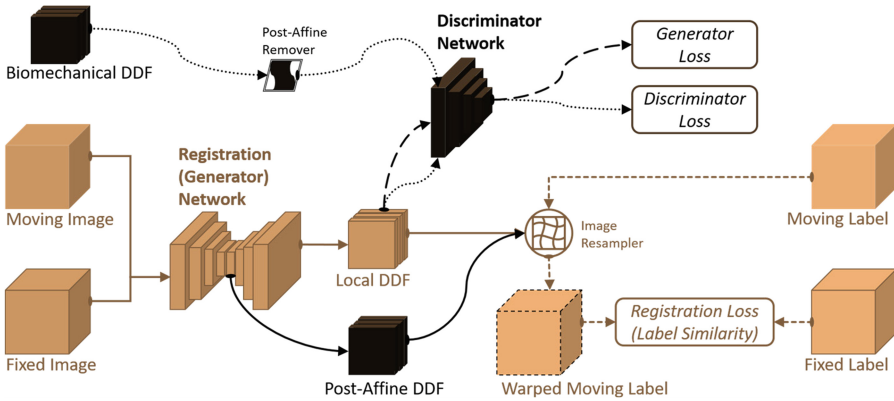 Biomechanical DDF
Post-Affine
Remover
Discriminator
Network
Generator
Loss
Discriminator
Loss
Moving Image
Registration
(Generator)
Network
Local DDF
Image
Resampler
Moving Label
Fixed Image
Post-Affine DDF
Warped Moving Label
Registration Loss
(Label Similarity)
Fixed Label